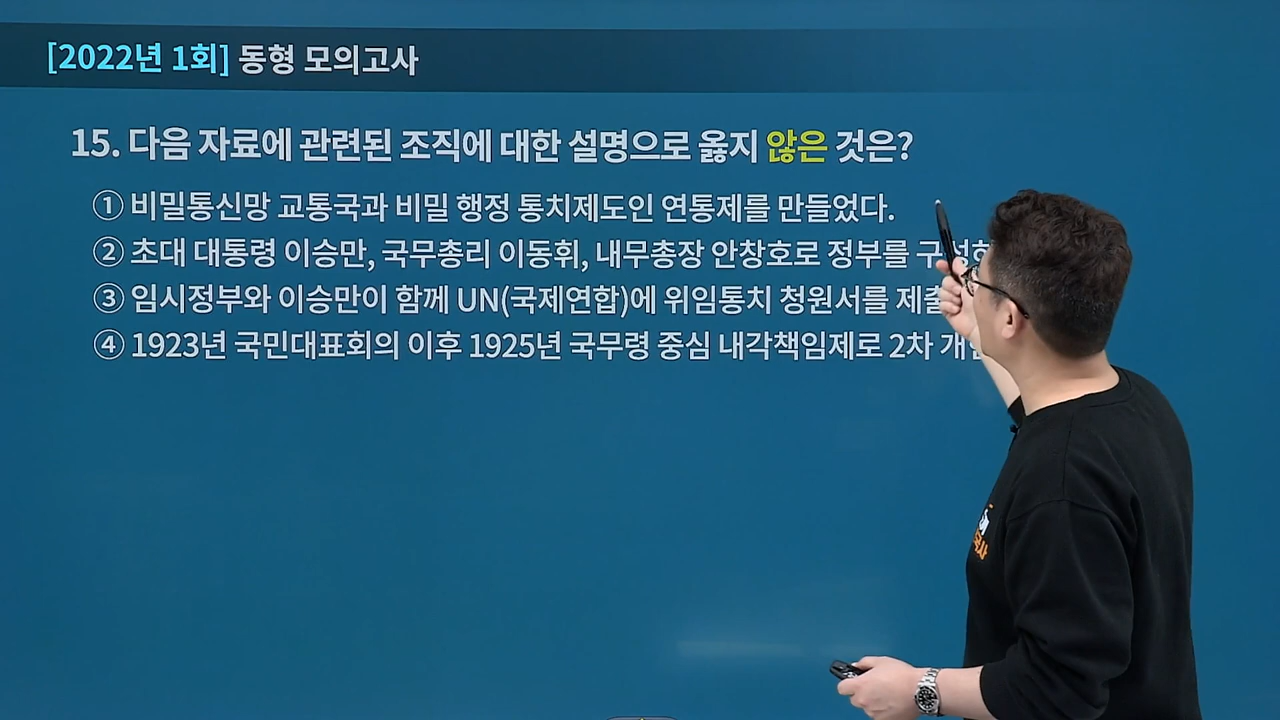 [2022년 1회] 동형 모의고사
15. 다음 자료에 관련된 조직에 대한 설명으로 옳지 않은 것은?
① 비밀통신망 교통국과 비밀 행정 통치제도인 연통제를 만들었다.
② 초대 대통령 이승만, 국무총리 이동휘, 내무총장 안창호로 정부를
③ 임시정부와 이승만이 함께 UN(국제연합)에 위임통치 청원서를
④ 1923년 국민대표회의 이후 1925년 국무령 중심 내각책임제로 2차